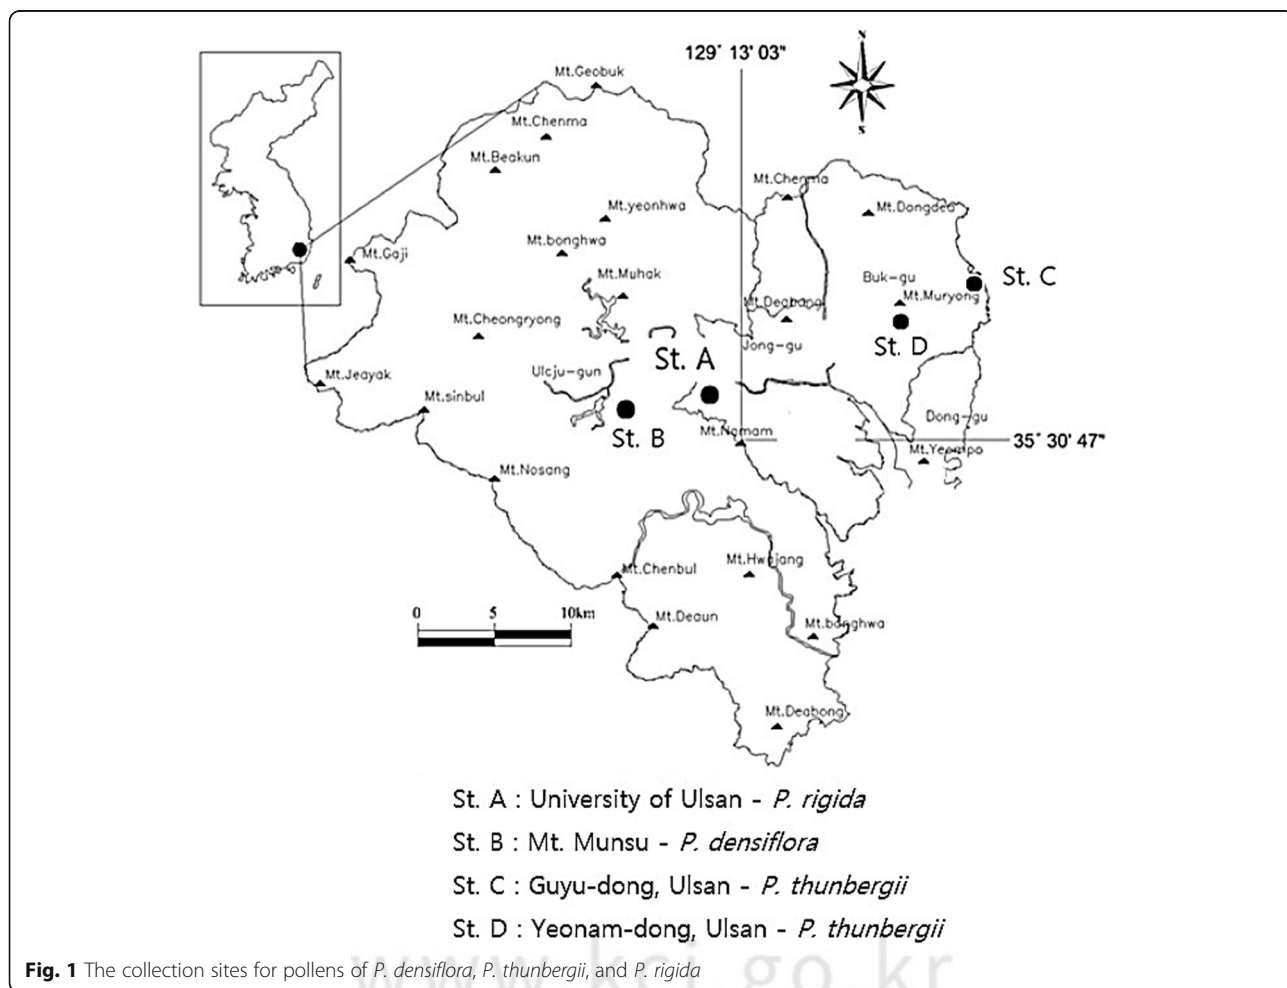 N
129° 13' 03"
S
Mt.Geobuk
Mt.Chenma
Mt.Beakun
Mt.Chenma
Mt.yeonhwa
Mt.Dongdea
Mt.bonghwa
Mt.Gaji
Mt.Muhak
Buk-gu
St. C
Mt.Muryong
Mt.Deabang
Mt.Cheongryong
Jong-gu
St. D
St. A
Ulcju-gun
Mt.Jeayak
Mt.sinbul
Dong-gu
St. B
Mt.Namam
35° 30' 47"
Mt.Yeompo
Mt.Nosang
Mt.Chenbul
Mt.Hwajang
0 5 10km
Mt.Deaun
Mt.banghwa
Mt.Deabong
St. A : University of Ulsan - P. rigida
St. B : Mt. Munsu - P. densiflora
St. C : Guyu-dong, Ulsan - P. thunbergii
St. D : Yeonam-dong, Ulsan - P. thunbergii
www.kci.go.kr
Fig. 1 The collection sites for pollens of P. densiflora, P. thunbergii, and P. rigida